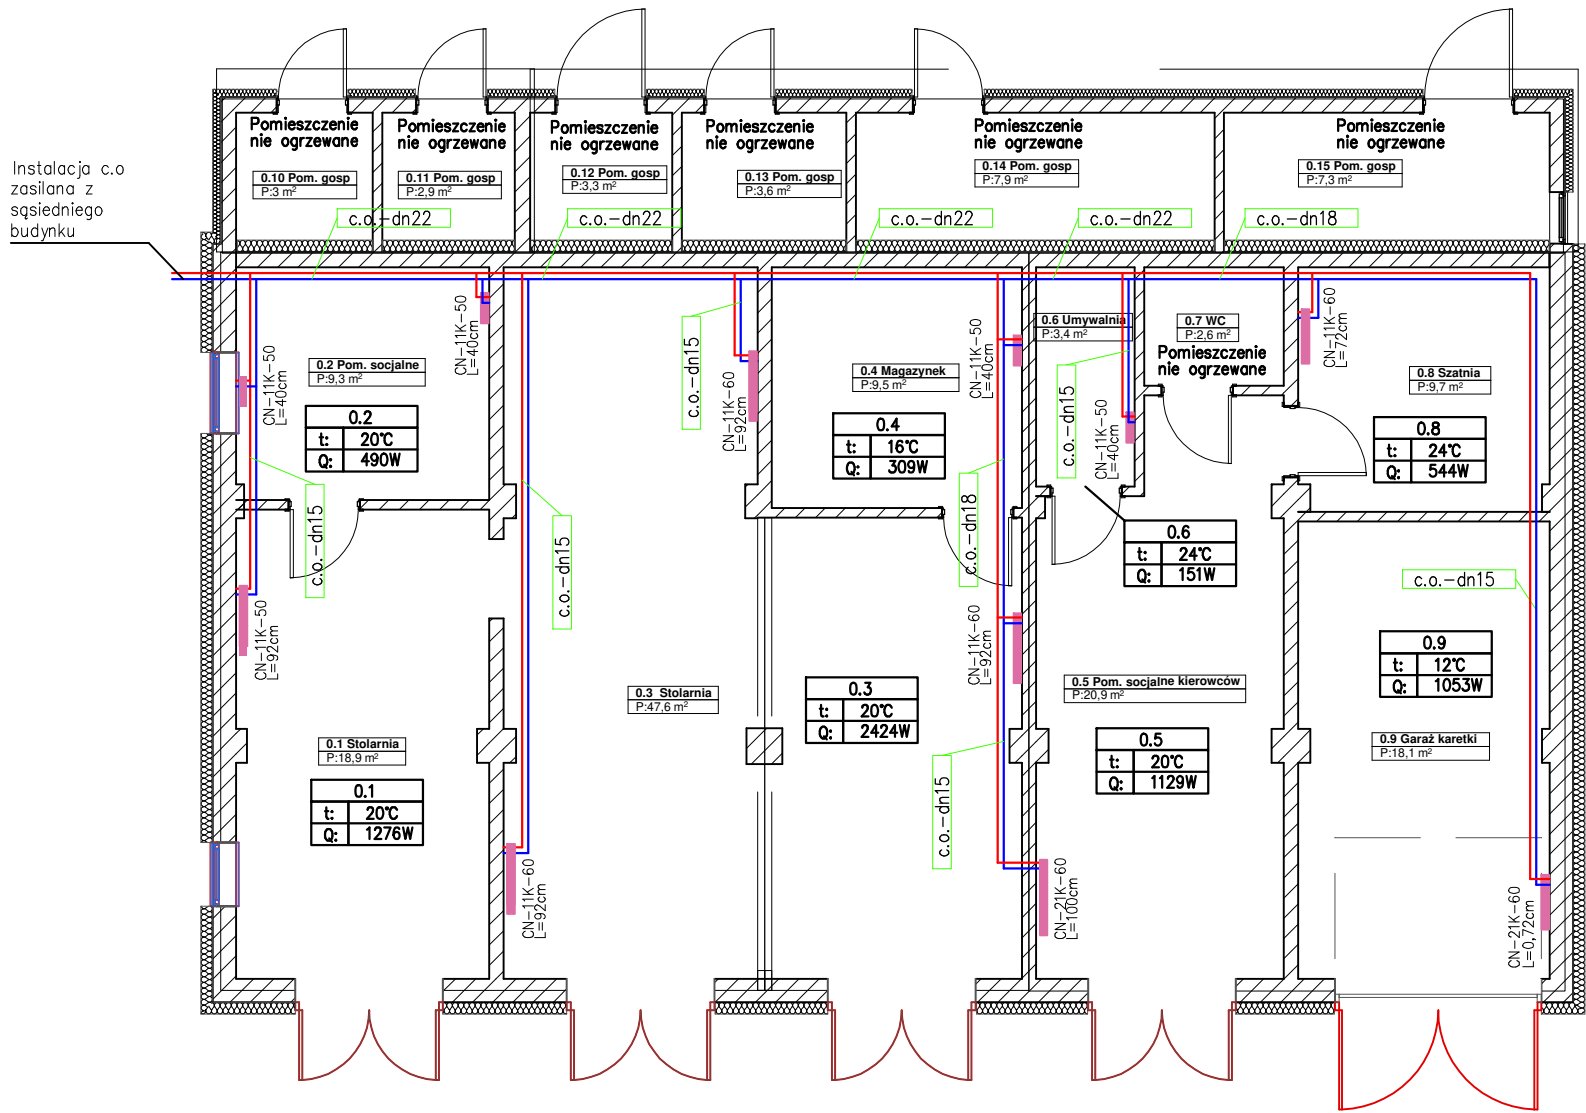 Pomieszczenie
nie ogrzewane
Pomieszczenie
nie ogrzewane
Pomieszczenie
nie ogrzewane
Pomieszczenie
nie ogrzewane
Pomieszczenie
nie ogrzewane
Pomieszczenie
nie ogrzewane
0.10 Pom. gosp
P:3 m²
0.11 Pom. gosp
P:2,9 m²
0.12 Pom. gosp
P:3,3 m²
0.13 Pom. gosp
P:3,6 m²
0.14 Pom. gosp
P:7,9 m²
0.15 Pom. gosp
P:7,3 m²
Instalacja c.o
zasilana z
sąsiedniego
budynku
c.o.-dn22
c.o.-dn22
c.o.-dn22
c.o.-dn22
c.o.-dn18
CN-11K-50
L=40cm
0.2 Pom. socjalne
P:9,3 m²
0.2
t: 20°C
Q: 490W
CN-11K-50
L=40cm
c.o.-dn15
CN-11K-60
L=92cm
0.4 Magazynek
P:9,5 m²
0.4
t: 16°C
Q: 309W
CN-11K-50
L=40cm
0.6 Umywalnia
P:3,4 m²
c.o.-dn15
CN-11K-50
L=40cm
0.7 WC
P:2,6 m²
Pomieszczenie
nie ogrzewane
CN-11K-60
L=72cm
0.8 Szatnia
P:9,7 m²
0.8
t: 24°C
Q: 544W
c.o.-dn15
c.o.-dn15
c.o.-dn18
0.6
t: 24°C
Q: 151W
c.o.-dn15
CN-11K-50
L=92cm
0.3 Stolarnia
P:47,6 m²
0.3
t: 20°C
Q: 2424W
CN-11K-60
L=92cm
0.5 Pom. socjalne kierowców
P:20,9 m²
0.9
t: 12°C
Q: 1053W
0.1 Stolarnia
P:18,9 m²
0.1
t: 20°C
Q: 1276W
c.o.-dn15
0.5
t: 20°C
Q: 1129W
0.9 Garaż karetki
P:18,1 m²
CN-11K-60
L=92cm
CN-21K-60
L=100cm
CN-21K-60
L=0,72cm